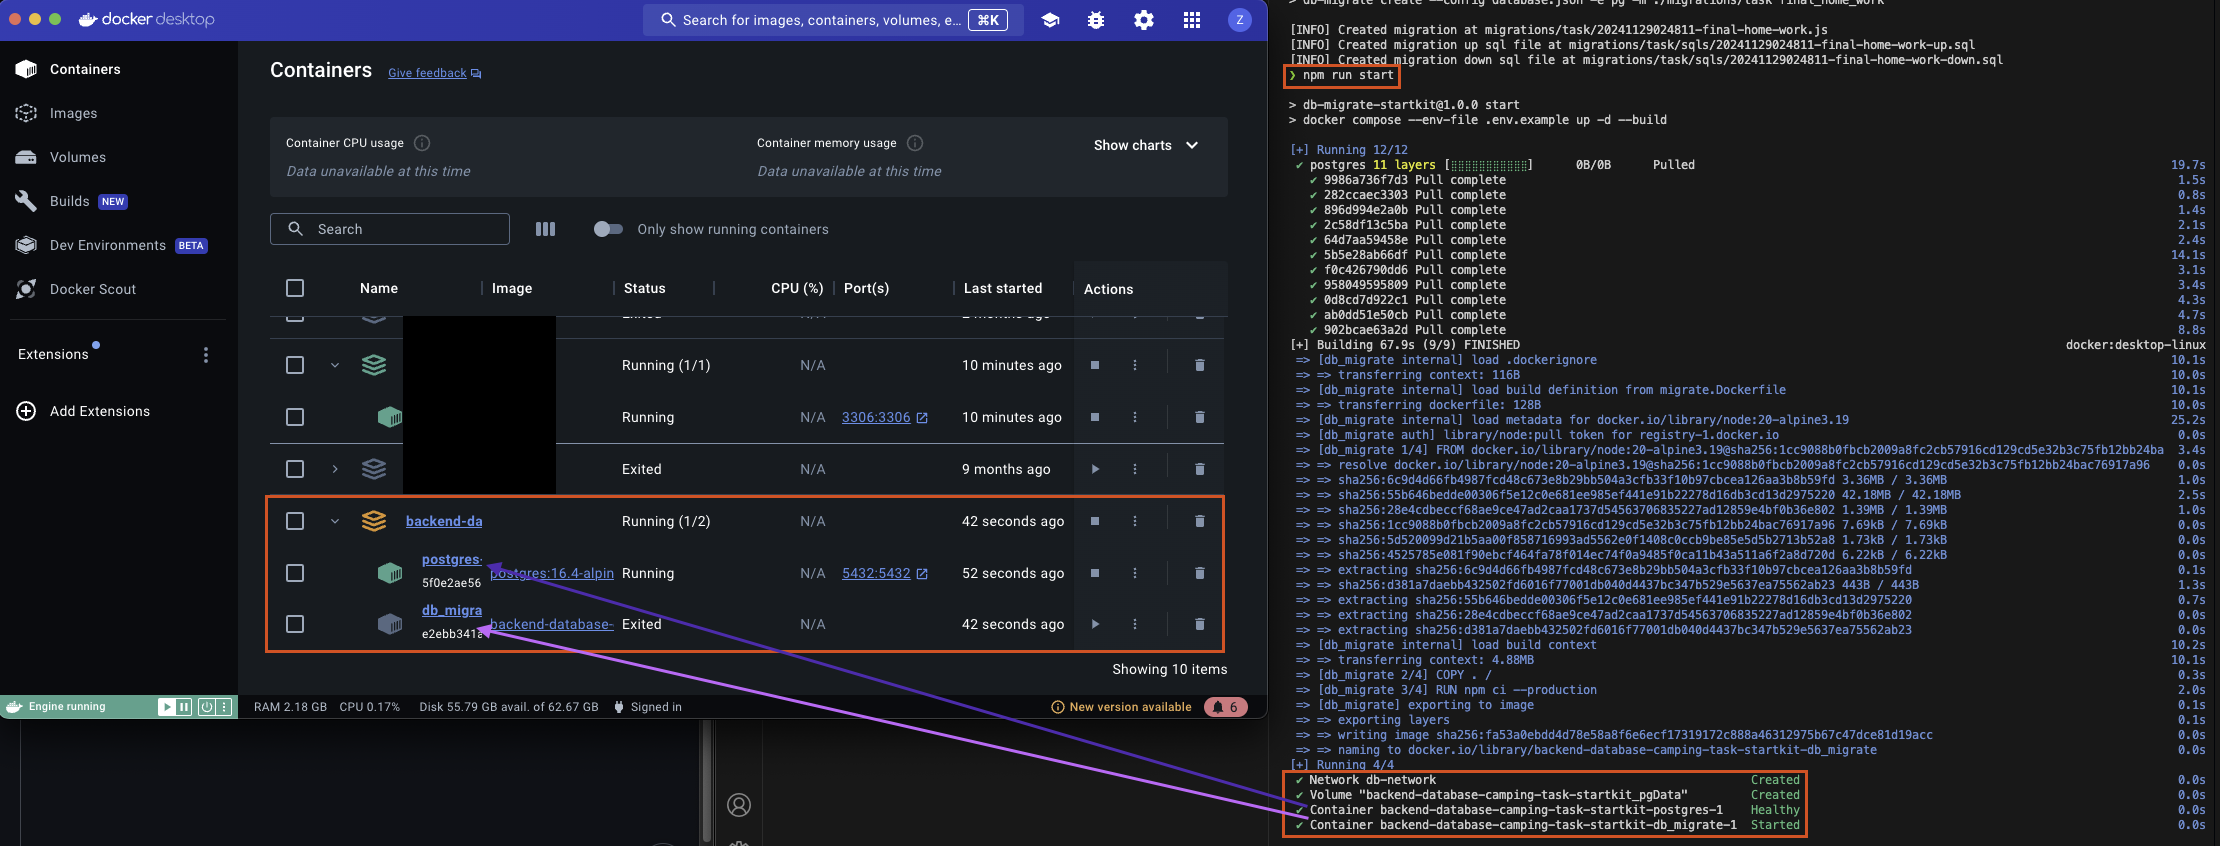 docker desktop
Search for images, containers, volumes, e... ⌘K
Z
Containers
Images
Volumes
Builds NEW
Dev Environments BETA
Docker Scout
Extensions
Add Extensions
Containers Give feedback
Container CPU usage
Data unavailable at this time
Container memory usage
Data unavailable at this time
Show charts
Search
Only show running containers
Name Image Status CPU (%) Port(s) Last started Actions
Running (1/1) N/A 10 minutes ago
Running N/A 3306:3306 10 minutes ago
Exited N/A 9 months ago
backend-da Running (1/2) N/A 42 seconds ago
postgres-
5f0e2ae56 postgres:16.4-alpin Running N/A 5432:5432 52 seconds ago
db_migra
e2ebb341a backend-database- Exited N/A 42 seconds ago
Showing 10 items
Engine running
RAM 2.18 GB CPU 0.17% Disk 55.79 GB avail. of 62.67 GB Signed in
New version available 6
> db-migrate create --config database.json -e pg -m ./migrations/task final_home_work
[INFO] Created migration at migrations/task/20241129024811-final-home-work.js
[INFO] Created migration up sql file at migrations/task/sqls/20241129024811-final-home-work-up.sql
[INFO] Created migration down sql file at migrations/task/sqls/20241129024811-final-home-work-down.sql
❯ npm run start
> db-migrate-startkit@1.0.0 start
> docker compose --env-file .env.example up -d --build
[+] Running 12/12
✔ postgres 11 layers [⣿⣿⣿⣿⣿⣿⣿⣿⣿⣿⣿] 0B/0B Pulled 19.7s
✔ 9986a736f7d3 Pull complete 1.5s
✔ 282ccaec3303 Pull complete 0.8s
✔ 896d994e2a0b Pull complete 1.4s
✔ 2c58df13c5ba Pull complete 2.1s
✔ 64d7aa59458e Pull complete 2.4s
✔ 5b5e28ab66df Pull complete 14.1s
✔ f0c426790dd6 Pull complete 3.1s
✔ 958049595809 Pull complete 3.4s
✔ 0d8cd7d922c1 Pull complete 4.3s
✔ ab0dd51e50cb Pull complete 4.7s
✔ 902bcae63a2d Pull complete 8.8s
[+] Building 67.9s (9/9) FINISHED docker:desktop-linux
=> [db_migrate internal] load .dockerignore 10.1s
=> => transferring context: 116B 10.0s
=> [db_migrate internal] load build definition from migrate.Dockerfile 10.1s
=> => transferring dockerfile: 128B 10.0s
=> [db_migrate internal] load metadata for docker.io/library/node:20-alpine3.19 25.2s
=> [db_migrate auth] library/node:pull token for registry-1.docker.io 0.0s
=> [db_migrate 1/4] FROM docker.io/library/node:20-alpine3.19@sha256:1cc9088b0fbcb2009a8fc2cb57916cd129cd5e32b3c75fb12bb24ba 3.4s
=> => resolve docker.io/library/node:20-alpine3.19@sha256:1cc9088b0fbcb2009a8fc2cb57916cd129cd5e32b3c75fb12bb24bac76917a96 0.0s
=> => sha256:6c9d4d66fb4987fcd48c673e8b29bb504a3cfb33f10b97cbcea126aa3b8b59fd 3.36MB / 3.36MB 1.0s
=> => sha256:55b646bedde00306f5e12c0e681ee985ef441e91b22278d16db3cd13d2975220 42.18MB / 42.18MB 2.5s
=> => sha256:28e4cdbeccf68ae9ce47ad2caa1737d54563706835227ad12859e4bf0b36e802 1.39MB / 1.39MB 1.0s
=> => sha256:1cc9088b0fbcb2009a8fc2cb57916cd129cd5e32b3c75fb12bb24bac76917a96 7.69kB / 7.69kB 0.0s
=> => sha256:5d520099d21b5aa00f858716993ad5562e0f1408c0ccb9be85e5d5b2713b52a8 1.73kB / 1.73kB 0.0s
=> => sha256:4525785e081f90ebcf464fa78f014ec74f0a9485f0ca11b43a511a6f2a8d720d 6.22kB / 6.22kB 0.0s
=> => extracting sha256:6c9d4d66fb4987fcd48c673e8b29bb504a3cfb33f10b97cbcea126aa3b8b59fd 0.1s
=> => sha256:d381a7daebb432502fd6016f77001db040d4437bc347b529e5637ea75562ab23 443B / 443B 1.3s
=> => extracting sha256:55b646bedde00306f5e12c0e681ee985ef441e91b22278d16db3cd13d2975220 0.7s
=> => extracting sha256:28e4cdbeccf68ae9ce47ad2caa1737d54563706835227ad12859e4bf0b36e802 0.0s
=> => extracting sha256:d381a7daebb432502fd6016f77001db040d4437bc347b529e5637ea75562ab23 0.0s
=> [db_migrate internal] load build context 10.2s
=> => transferring context: 4.88MB 10.1s
=> [db_migrate 2/4] COPY . / 0.3s
=> [db_migrate 3/4] RUN npm ci --production 2.0s
=> [db_migrate] exporting to image 0.1s
=> => exporting layers 0.1s
=> => writing image sha256:fa53a0ebdd4d78e58a8f6e6ecf17319172c888a46312975b67c47dce81d19acc 0.0s
=> => naming to docker.io/library/backend-database-camping-task-startkit-db_migrate 0.0s
[+] Running 4/4
✔ Network db-network Created 0.0s
✔ Volume "backend-database-camping-task-startkit_pgData" Created 0.0s
✔ Container backend-database-camping-task-startkit-postgres-1 Healthy 0.0s
✔ Container backend-database-camping-task-startkit-db_migrate-1 Started 0.0s